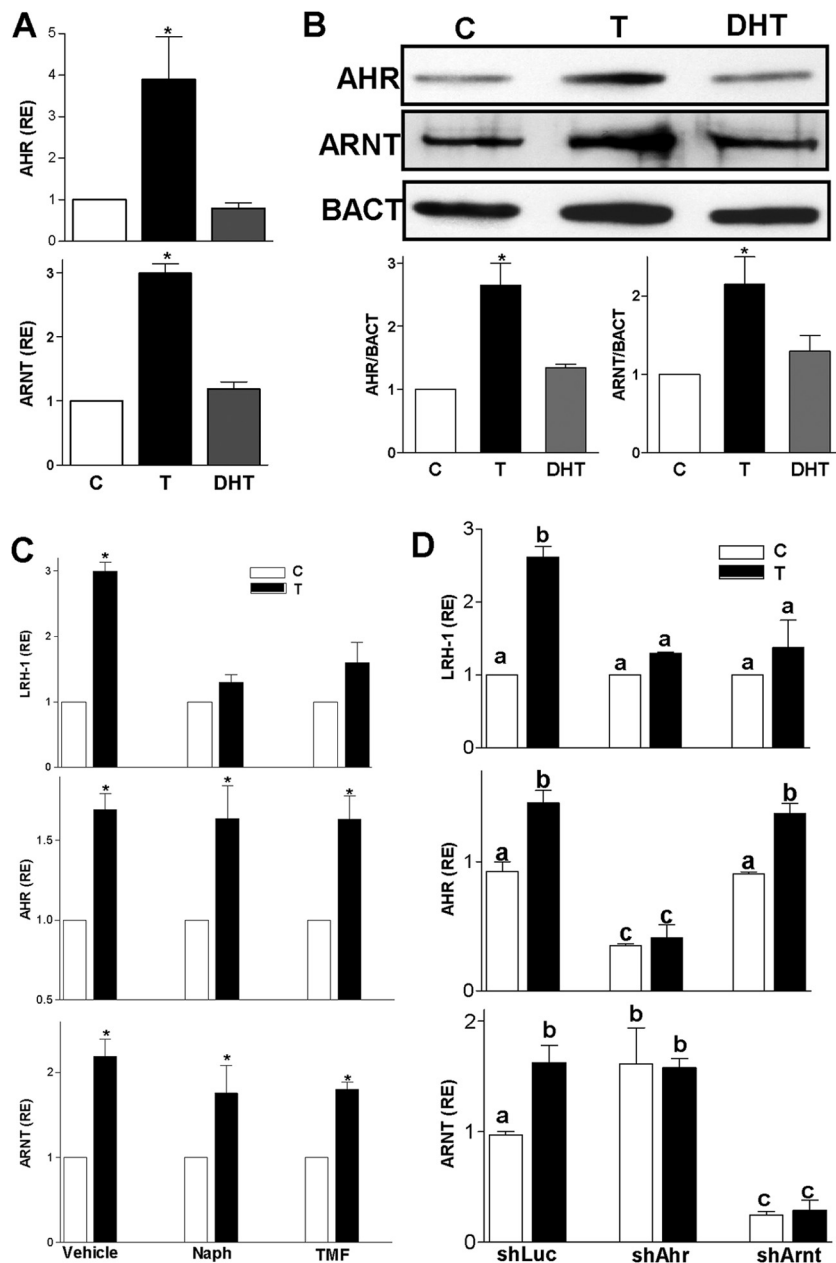 A
5
4
3
2
1
0
AHR (RE)
*
3
2
1
0
ARNT (RE)
*
C T DHT
B
C T DHT
AHR
ARNT
BACT
3
2
1
0
AHR/BACT
*
C T DHT
2
1
0
ARNT/BACT
*
C T DHT
C
C
T
3
2
1
0
LRH-1 (RE)
*
1.5
1.0
0.5
AHR (RE)
* * *
2
1
0
ARNT (RE)
* * *
Vehicle Naph TMF
D
C
T
3
2
1
0
LRH-1 (RE)
a b a a a a
1
0
AHR (RE)
a b c c a b
2
1
0
ARNT (RE)
a b b b c c
shLuc shAhr shArnt